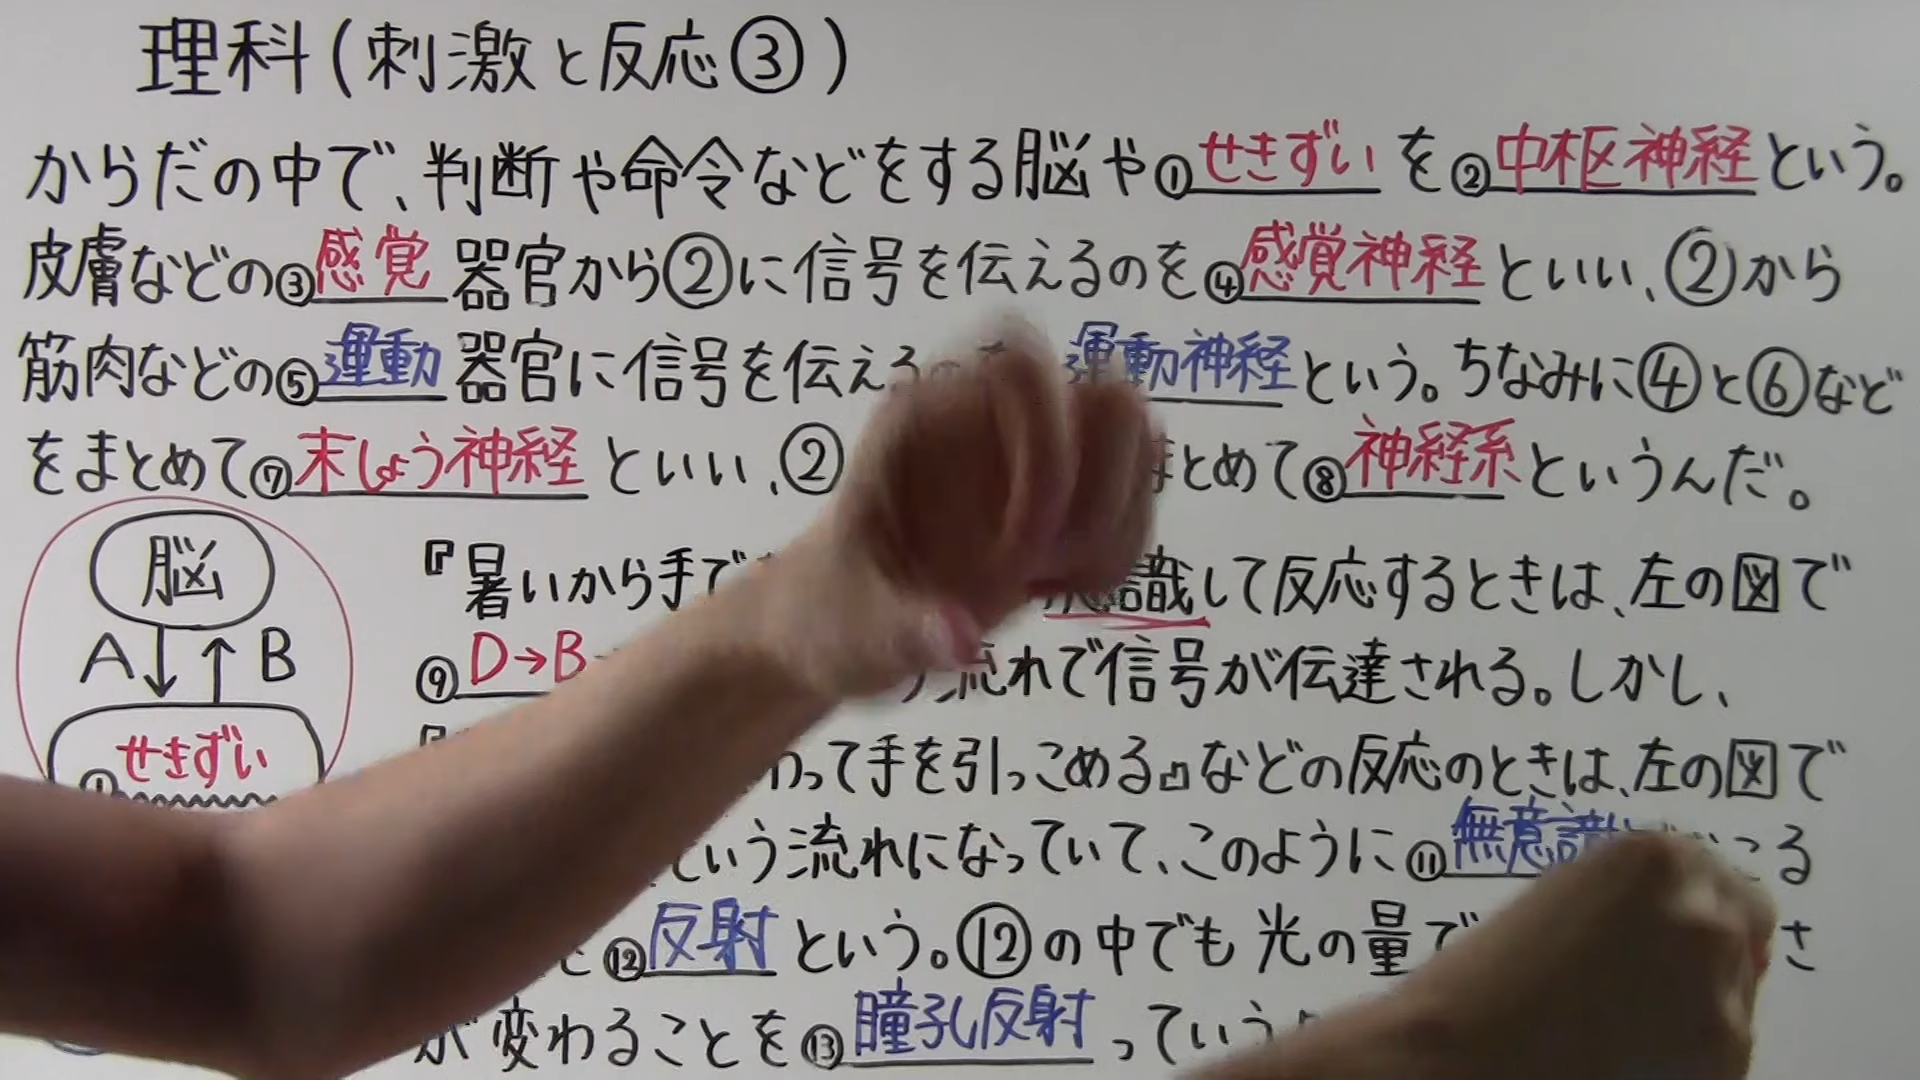 理科(刺激と反応③)
からだの中で、判断や命令などをする脳や①せきずいを②中枢神経という。
皮膚などの③感覚器官から②に信号を伝えるのを④感覚神経といい、②から
筋肉などの⑤運動器官に信号を伝える 運動神経という。ちなみに④と⑥など
をまとめて⑦末しょう神経といい、② まとめて⑧神経系というんだ。
『暑いから手で 識して反応するときは、左の図で
⑨D→B 流れで信号が伝達される。しかし、
わって手を引っこめる』などの反応のときは、左の図で
という流れになっていて、このように⑪無意識 こる
⑫反射という。⑫の中でも光の量で さ
が変わることを⑬瞳孔反射っていう
脳
A↓ ↑B
①せきずい